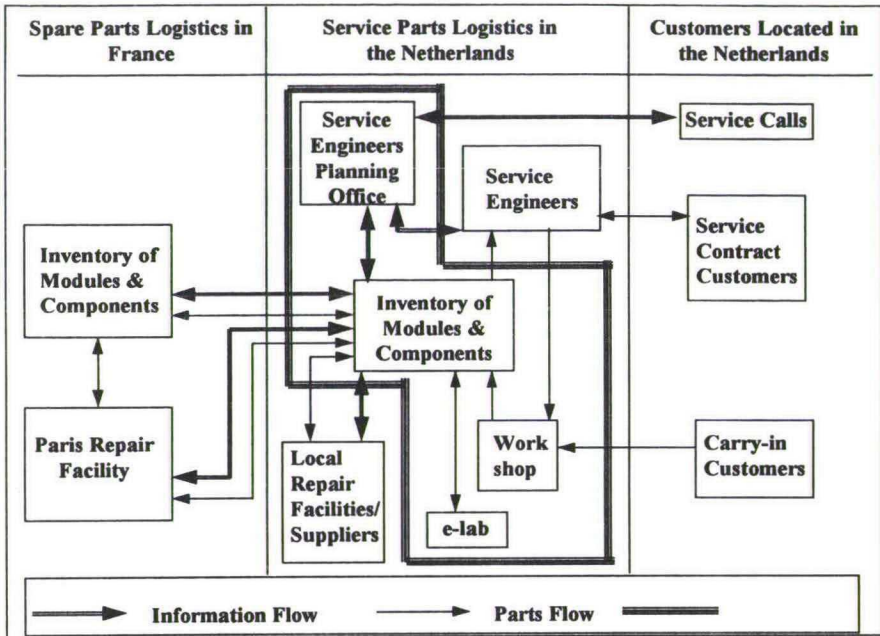 Spare Parts Logistics in
France
Service Parts Logistics in
the Netherlands
Customers Located in
the Netherlands
Service
Engineers
Planning
Office
Service Calls
Service
Engineers
Service
Contract
Customers
Inventory of
Modules &
Components
Inventory of
Modules &
Components
Paris Repair
Facility
Local
Repair
Facilities/
Suppliers
Work
shop
e-lab
Carry-in
Customers
Information Flow
Parts Flow